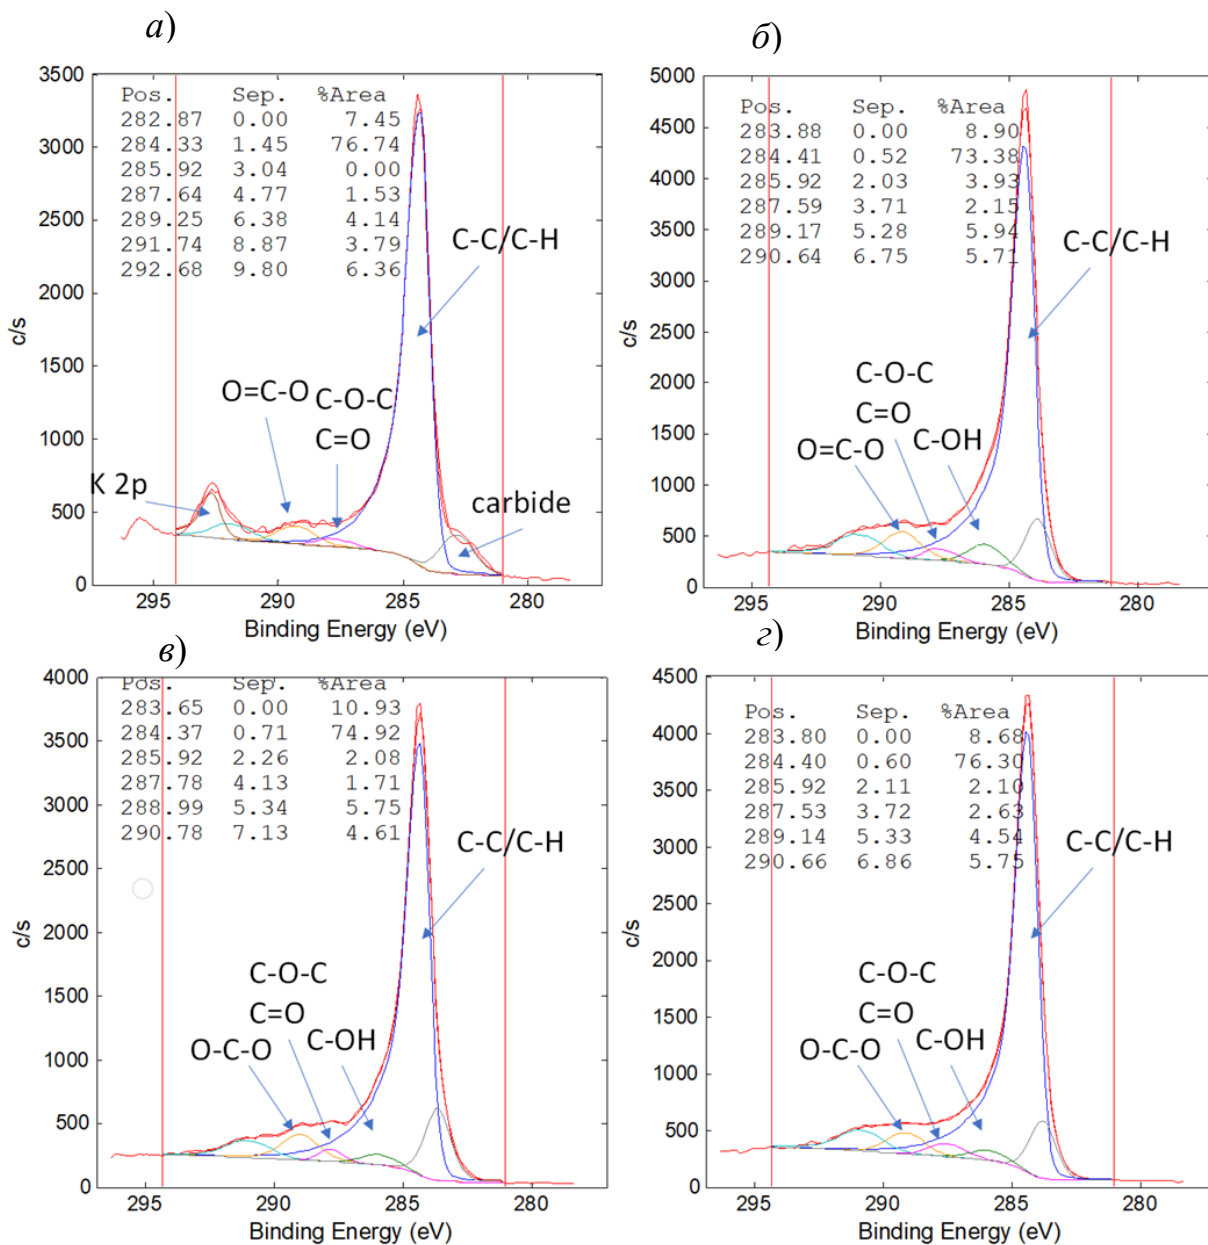 а)
3500
3000
2500
2000
1500
1000
500
0
c/s
Pos. Sep. %Area
282.87 0.00 7.45
284.33 1.45 76.74
285.92 3.04 0.00
287.64 4.77 1.53
289.25 6.38 4.14
291.74 8.87 3.79
292.68 9.80 6.36
C-C/C-H
O=C-O
C-O-C
C=O
K 2p
carbide
295 290 285 280
Binding Energy (eV)
б)
5000
4500
4000
3500
3000
2500
2000
1500
1000
500
0
c/s
Pos. Sep. %Area
283.88 0.00 8.90
284.41 0.52 73.38
285.92 2.03 3.93
287.59 3.71 2.15
289.17 5.28 5.94
290.64 6.75 5.71
C-C/C-H
C-O-C
C=O
O=C-O
C-OH
295 290 285 280
Binding Energy (eV)
в)
4000
3500
3000
2500
2000
1500
1000
500
0
c/s
Pos. Sep. %Area
283.65 0.00 10.93
284.37 0.71 74.92
285.92 2.26 2.08
287.78 4.13 1.71
288.99 5.34 5.75
290.78 7.13 4.61
C-C/C-H
C-O-C
C=O
O-C-O
C-OH
295 290 285 280
Binding Energy (eV)
г)
4500
4000
3500
3000
2500
2000
1500
1000
500
0
c/s
Pos. Sep. %Area
283.80 0.00 8.68
284.40 0.60 76.30
285.92 2.11 2.10
287.53 3.72 2.63
289.14 5.33 4.54
290.66 6.86 5.75
C-C/C-H
C-O-C
C=O
O-C-O
C-OH
295 290 285 280
Binding Energy (eV)